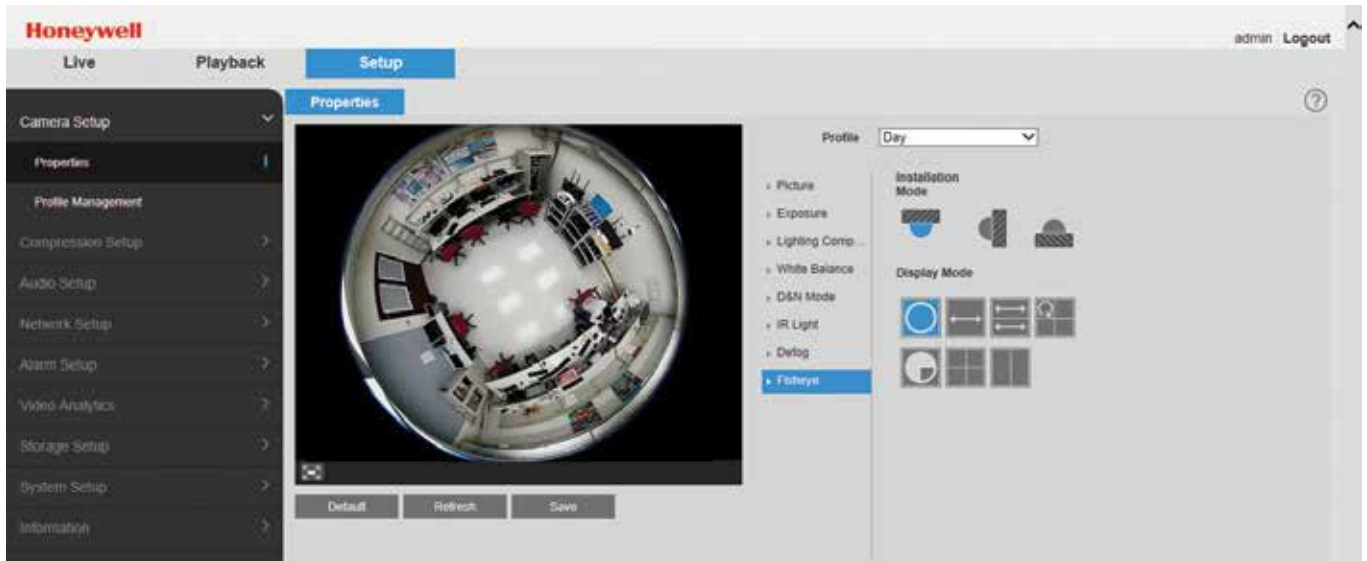 Honeywell
admin Logout
Live Playback Setup
Properties
Camera Setup
Properties
Profile Management
Compression Setup
Audio Setup
Network Setup
Alarm Setup
Video Analytics
Storage Setup
System Setup
Information
Default Refresh Save
Profile Day
Picture
Exposure
Lighting Comp...
White Balance
D&N Mode
IR Light
Defog
Fisheye
Installation
Mode
Display Mode